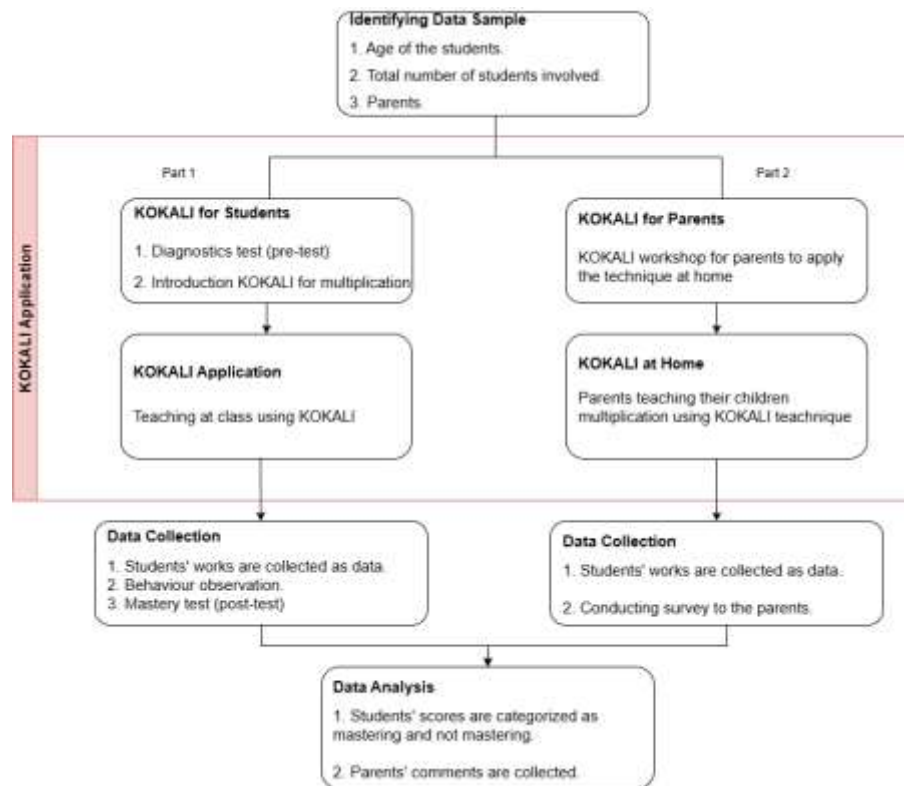 Identifying Data Sample
1. Age of the students.
2. Total number of students involved.
3. Parents.
KOKALI Application
Part 1
Part 2
KOKALI for Students
1. Diagnostics test (pre-test)
2. Introduction KOKALI for multiplication
KOKALI for Parents
KOKALI workshop for parents to apply
the technique at home
KOKALI Application
Teaching at class using KOKALI
KOKALI at Home
Parents teaching their children
multiplication using KOKALI teachnique
Data Collection
1. Students' works are collected as data.
2. Behaviour observation.
3. Mastery test (post-test)
Data Collection
1. Students' works are collected as data.
2. Conducting survey to the parents.
Data Analysis
1. Students' scores are categorized as
mastering and not mastering.
2. Parents' comments are collected.